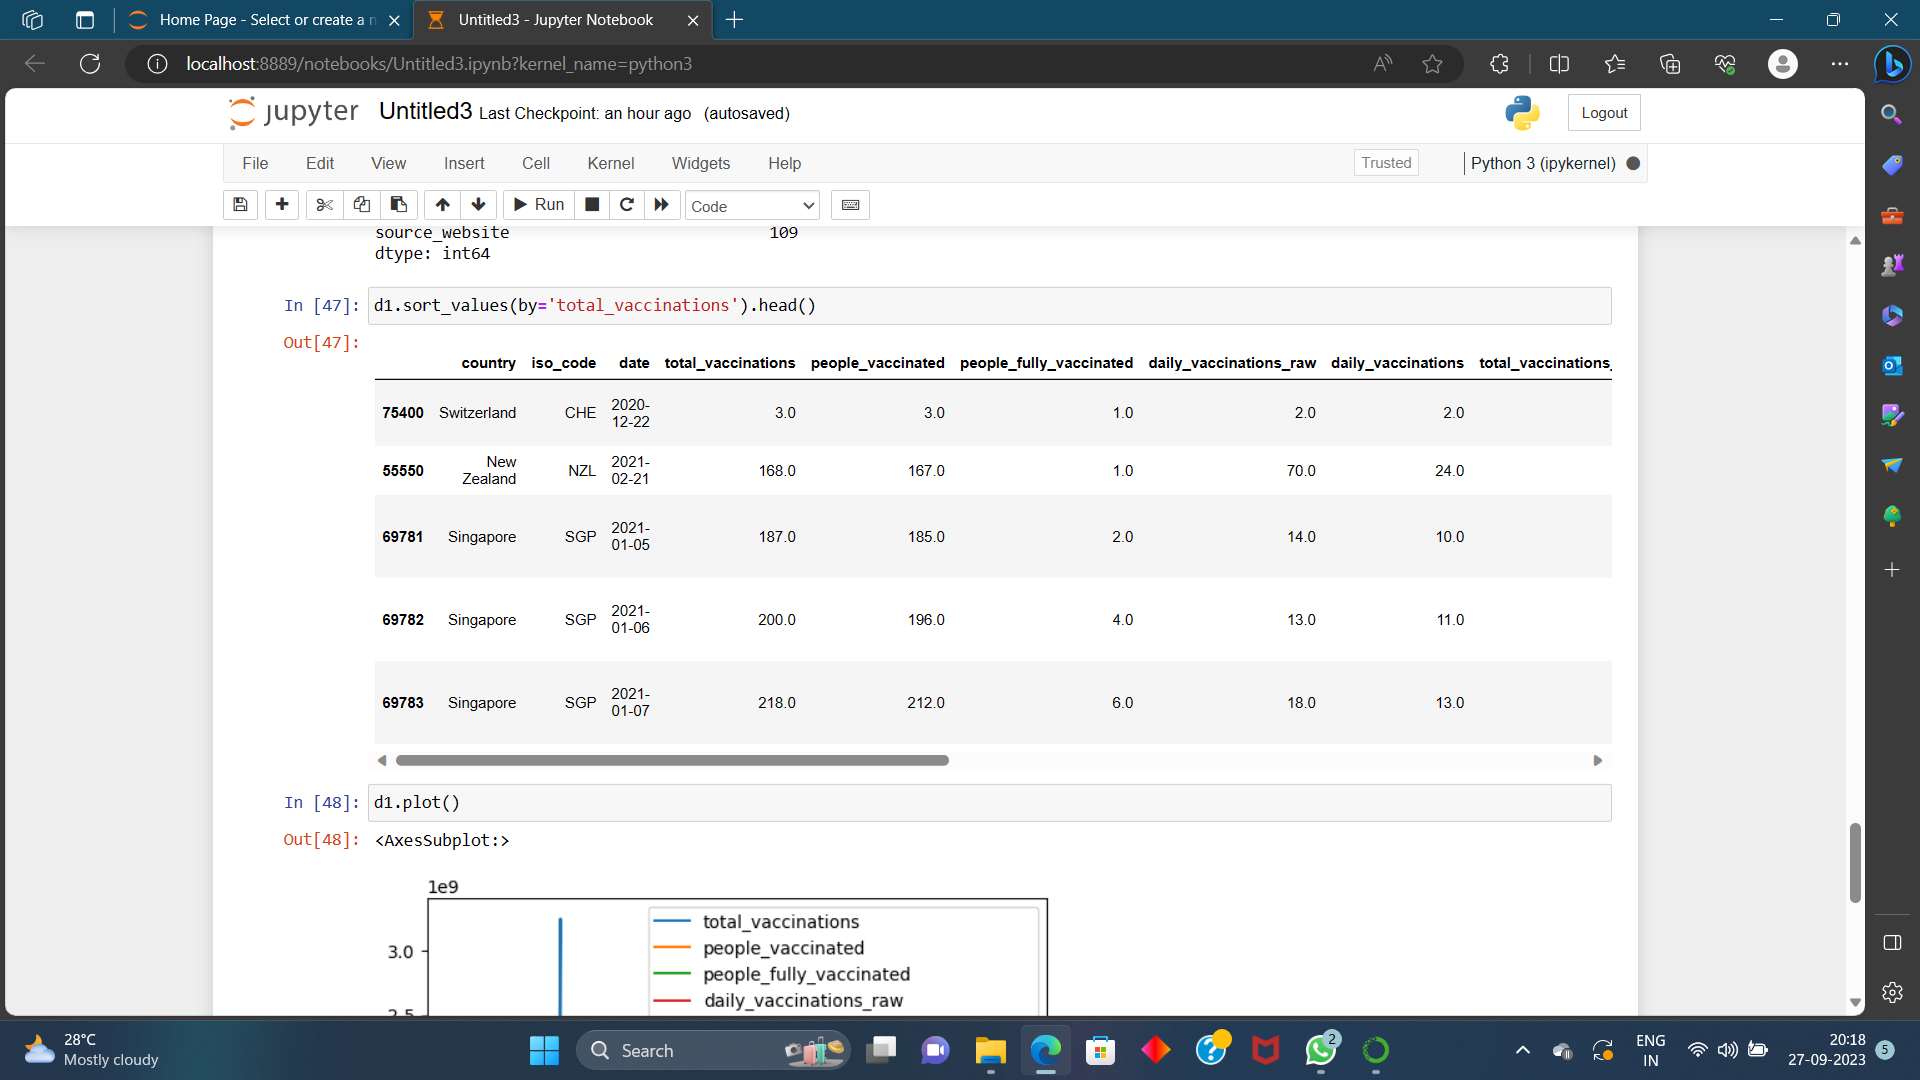 Home Page - Select or create a n
Untitled3 - Jupyter Notebook
localhost:8889/notebooks/Untitled3.ipynb?kernel_name=python3
jupyter Untitled3 Last Checkpoint: an hour ago (autosaved)
Logout
File Edit View Insert Cell Kernel Widgets Help
Trusted
Python 3 (ipykernel)
Run
Code
source_website 109
dtype: int64
In [47]: d1.sort_values(by='total_vaccinations').head()
Out[47]:
country iso_code date total_vaccinations people_vaccinated people_fully_vaccinated daily_vaccinations_raw daily_vaccinations total_vaccinations_
75400 Switzerland CHE 2020-12-22 3.0 3.0 1.0 2.0 2.0
55550 New Zealand NZL 2021-02-21 168.0 167.0 1.0 70.0 24.0
69781 Singapore SGP 2021-01-05 187.0 185.0 2.0 14.0 10.0
69782 Singapore SGP 2021-01-06 200.0 196.0 4.0 13.0 11.0
69783 Singapore SGP 2021-01-07 218.0 212.0 6.0 18.0 13.0
In [48]: d1.plot()
Out[48]: <AxesSubplot:>
1e9
total_vaccinations
people_vaccinated
3.0
people_fully_vaccinated
daily_vaccinations_raw
2.5
28°C
Mostly cloudy
Search
2
ENG
IN
20:18
27-09-2023
5